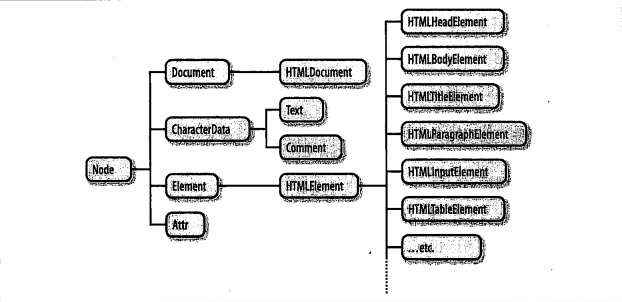 HTMLHeadElement
Document
HTMLDocument
HTMLBodyElement
HTMLTitleElement
Text
CharacterData
HTMLParagraphElement
Comment
Node
HTMLInputElement
Element
HTMLElement
HTMLTableElement
Attr
...etc.